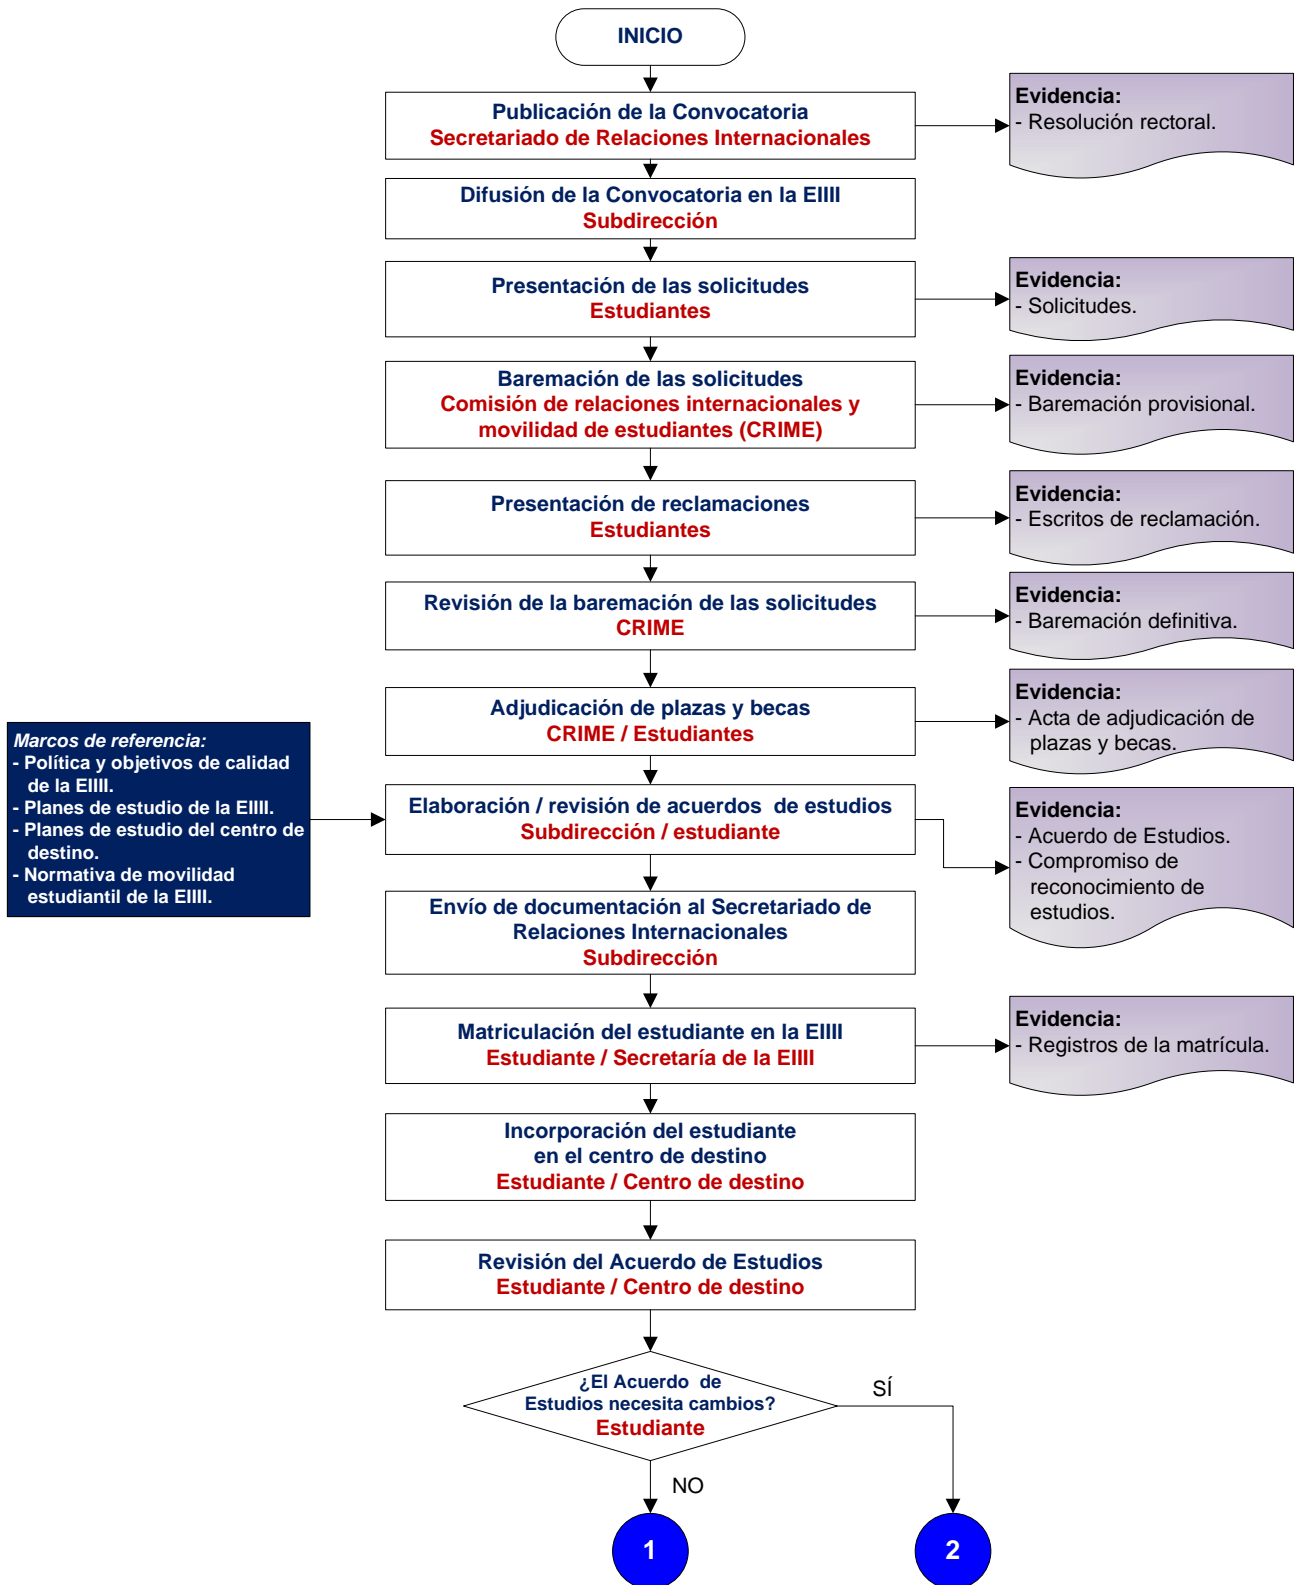 INICIO
Publicación de la Convocatoria
Secretariado de Relaciones Internacionales
Evidencia:
- Resolución rectoral.
Difusión de la Convocatoria en la EIIII
Subdirección
Presentación de las solicitudes
Estudiantes
Evidencia:
- Solicitudes.
Baremación de las solicitudes
Comisión de relaciones internacionales y
movilidad de estudiantes (CRIME)
Evidencia:
- Baremación provisional.
Presentación de reclamaciones
Estudiantes
Evidencia:
- Escritos de reclamación.
Revisión de la baremación de las solicitudes
CRIME
Evidencia:
- Baremación definitiva.
Adjudicación de plazas y becas
CRIME / Estudiantes
Evidencia:
- Acta de adjudicación de
plazas y becas.
Marcos de referencia:
- Política y objetivos de calidad
de la EIIII.
- Planes de estudio de la EIIII.
- Planes de estudio del centro de
destino.
- Normativa de movilidad
estudiantil de la EIIII.
Elaboración / revisión de acuerdos  de estudios
Subdirección / estudiante
Evidencia:
- Acuerdo de Estudios.
- Compromiso de
reconocimiento de
estudios.
Envío de documentación al Secretariado de
Relaciones Internacionales
Subdirección
Matriculación del estudiante en la EIIII
Estudiante / Secretaría de la EIIII
Evidencia:
- Registros de la matrícula.
Incorporación del estudiante
en el centro de destino
Estudiante / Centro de destino
Revisión del Acuerdo de Estudios
Estudiante / Centro de destino
¿El Acuerdo  de
Estudios necesita cambios?
Estudiante
SÍ
NO
1
2